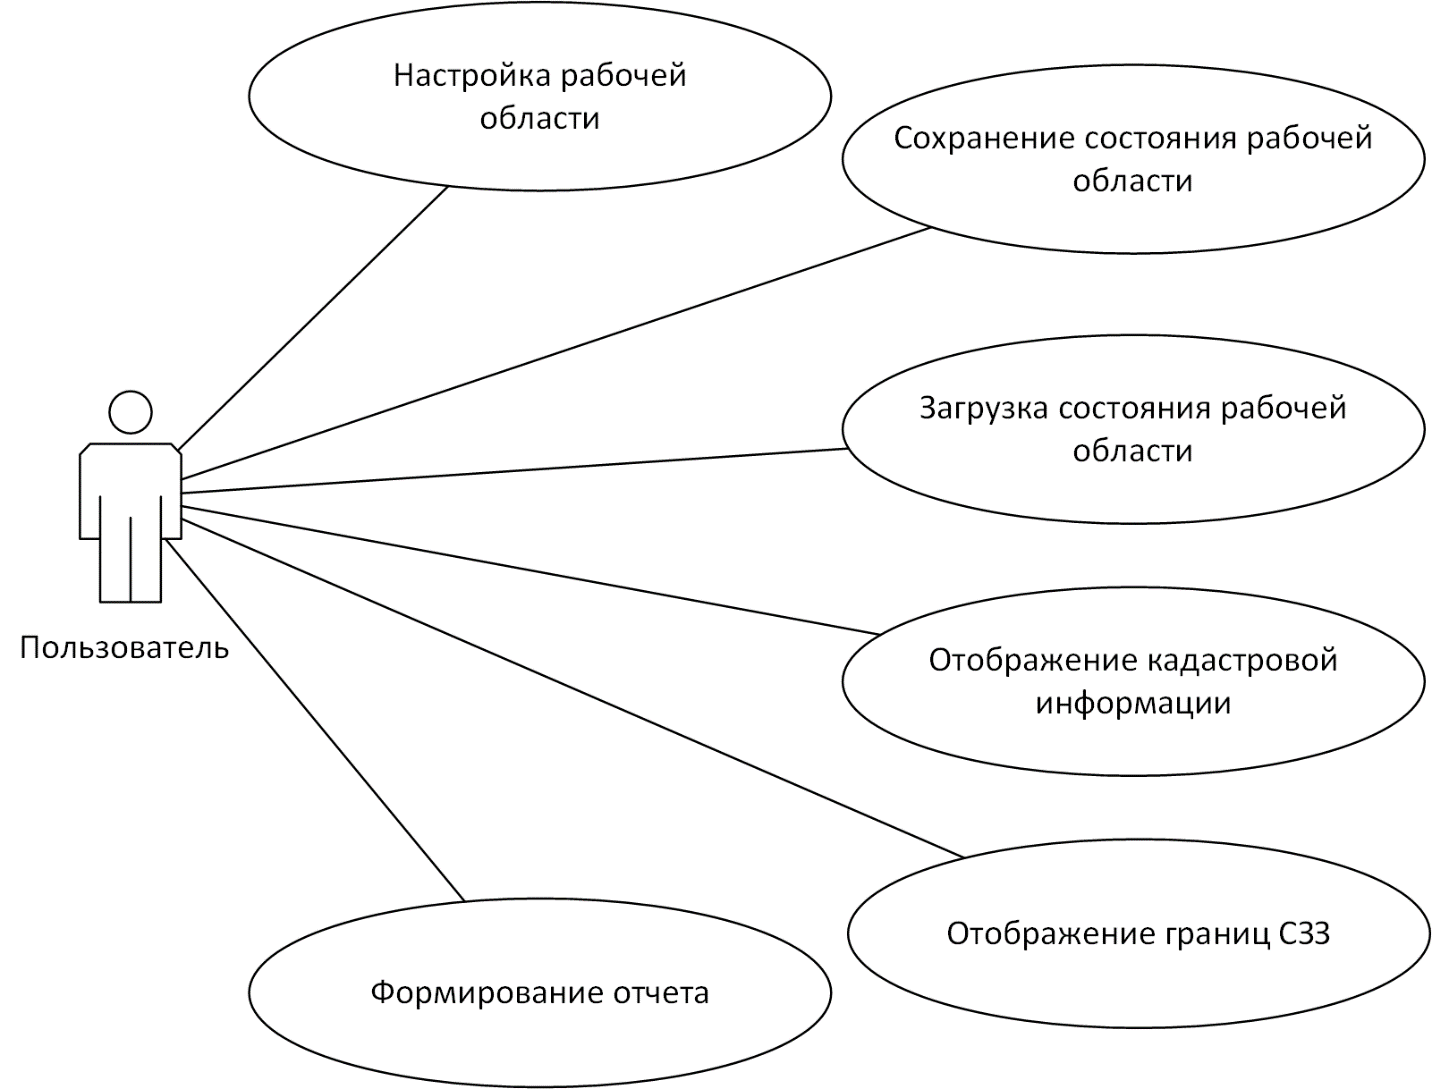 Настройка рабочей
области
Сохранение состояния рабочей
области
Загрузка состояния рабочей
области
Пользователь
Отображение кадастровой
информации
Отображение границ СЗЗ
Формирование отчета